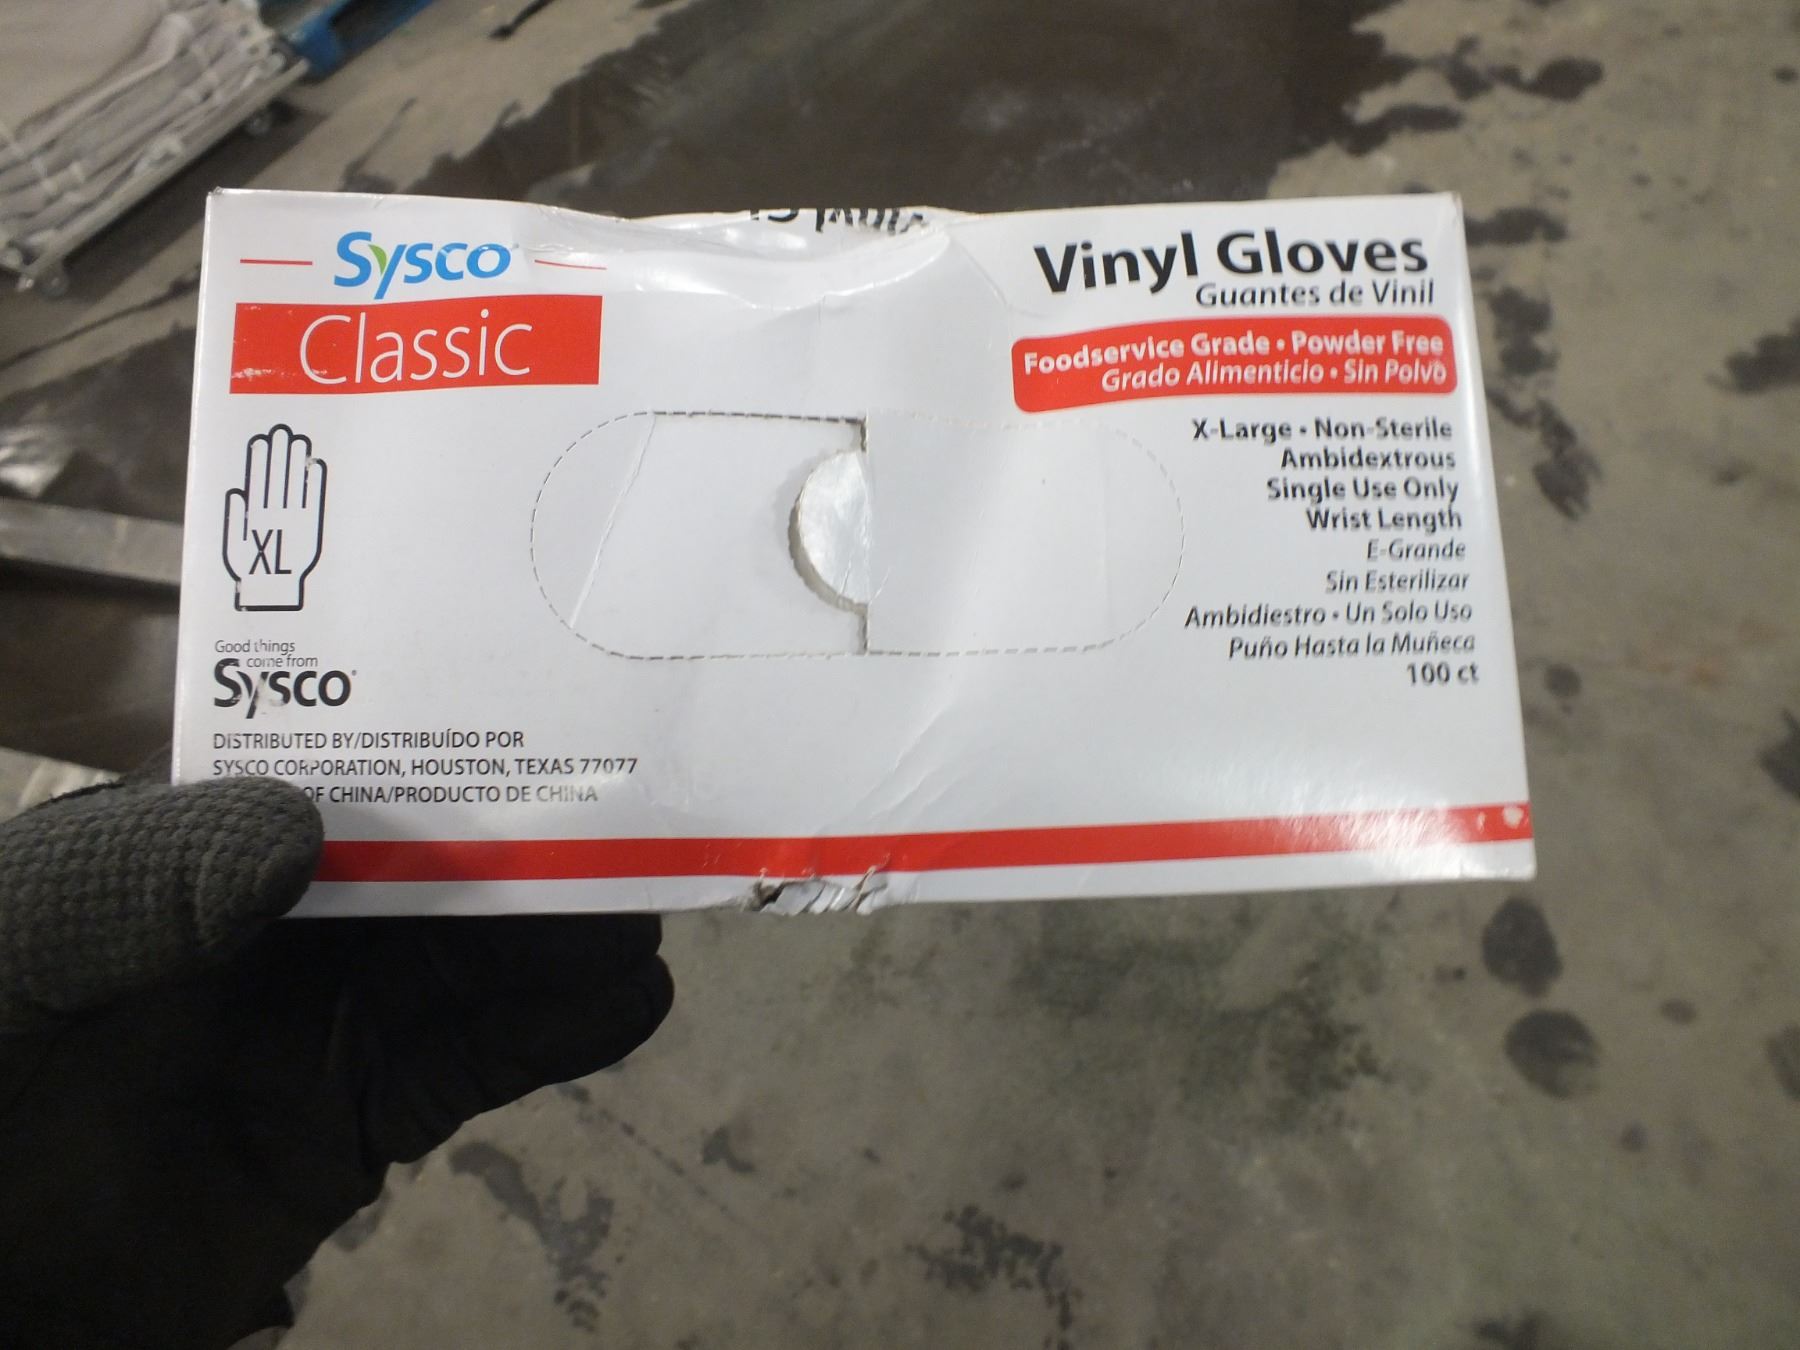 Sysco
Classic
XL
Good things
come from
Sysco
DISTRIBUTED BY/DISTRIBUÍDO POR
SYSCO CORPORATION, HOUSTON, TEXAS 77077
OF CHINA/PRODUCTO DE CHINA
Vinyl Gloves
Guantes de Vinil
Foodservice Grade • Powder Free
Grado Alimenticio • Sin Polvo
X-Large • Non-Sterile
Ambidextrous
Single Use Only
Wrist Length
E-Grande
Sin Esterilizar
Ambidiestro • Un Solo Uso
Puño Hasta la Muñeca
100 ct